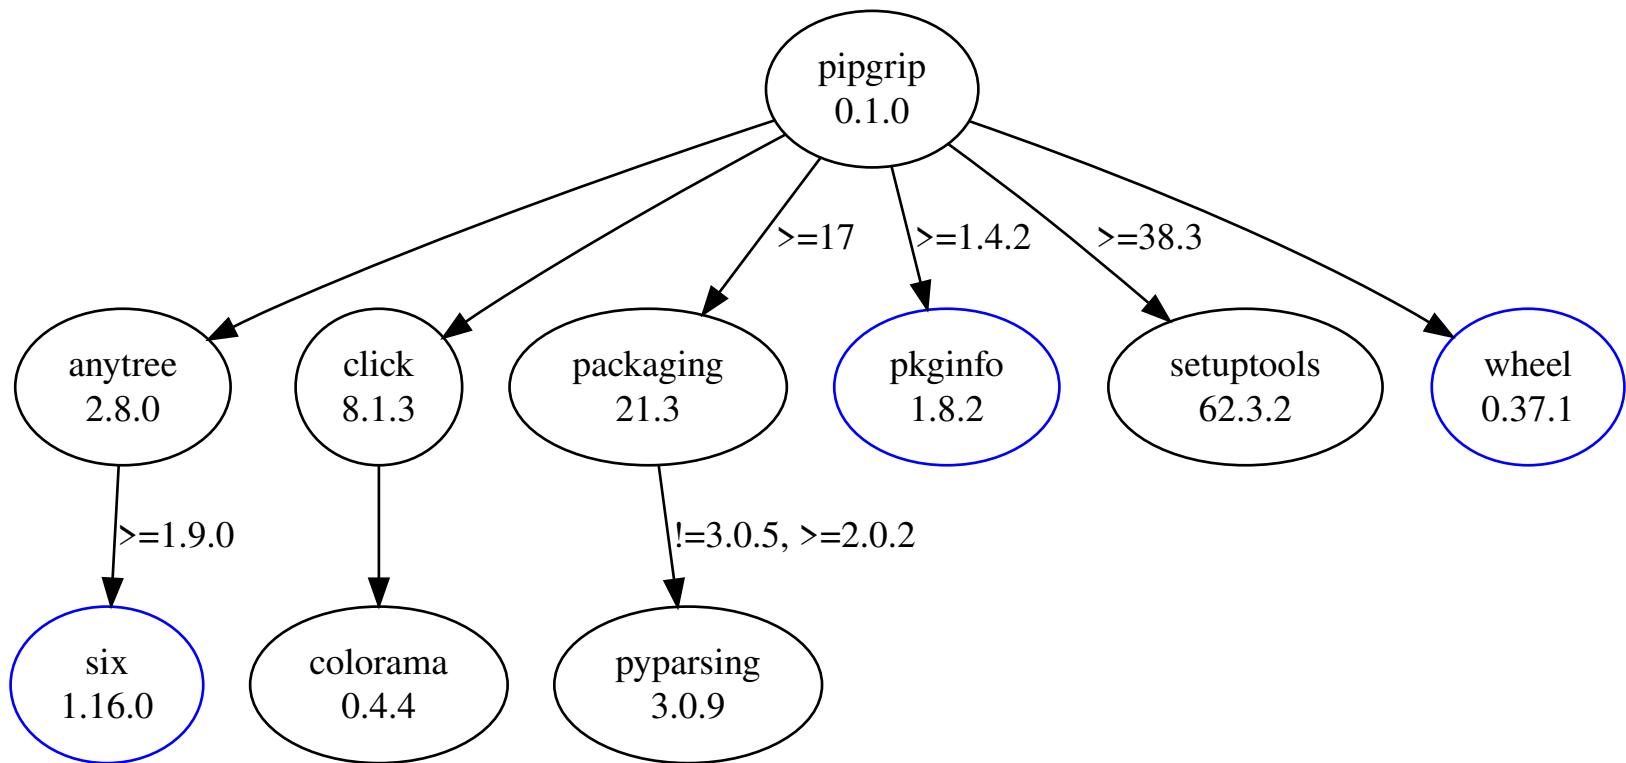 pipgrip
0.1.0
>=17
>=1.4.2
>=38.3
anytree
2.8.0
click
8.1.3
packaging
21.3
pkginfo
1.8.2
setuptools
62.3.2
wheel
0.37.1
>=1.9.0
!=3.0.5, >=2.0.2
six
1.16.0
colorama
0.4.4
pyparsing
3.0.9